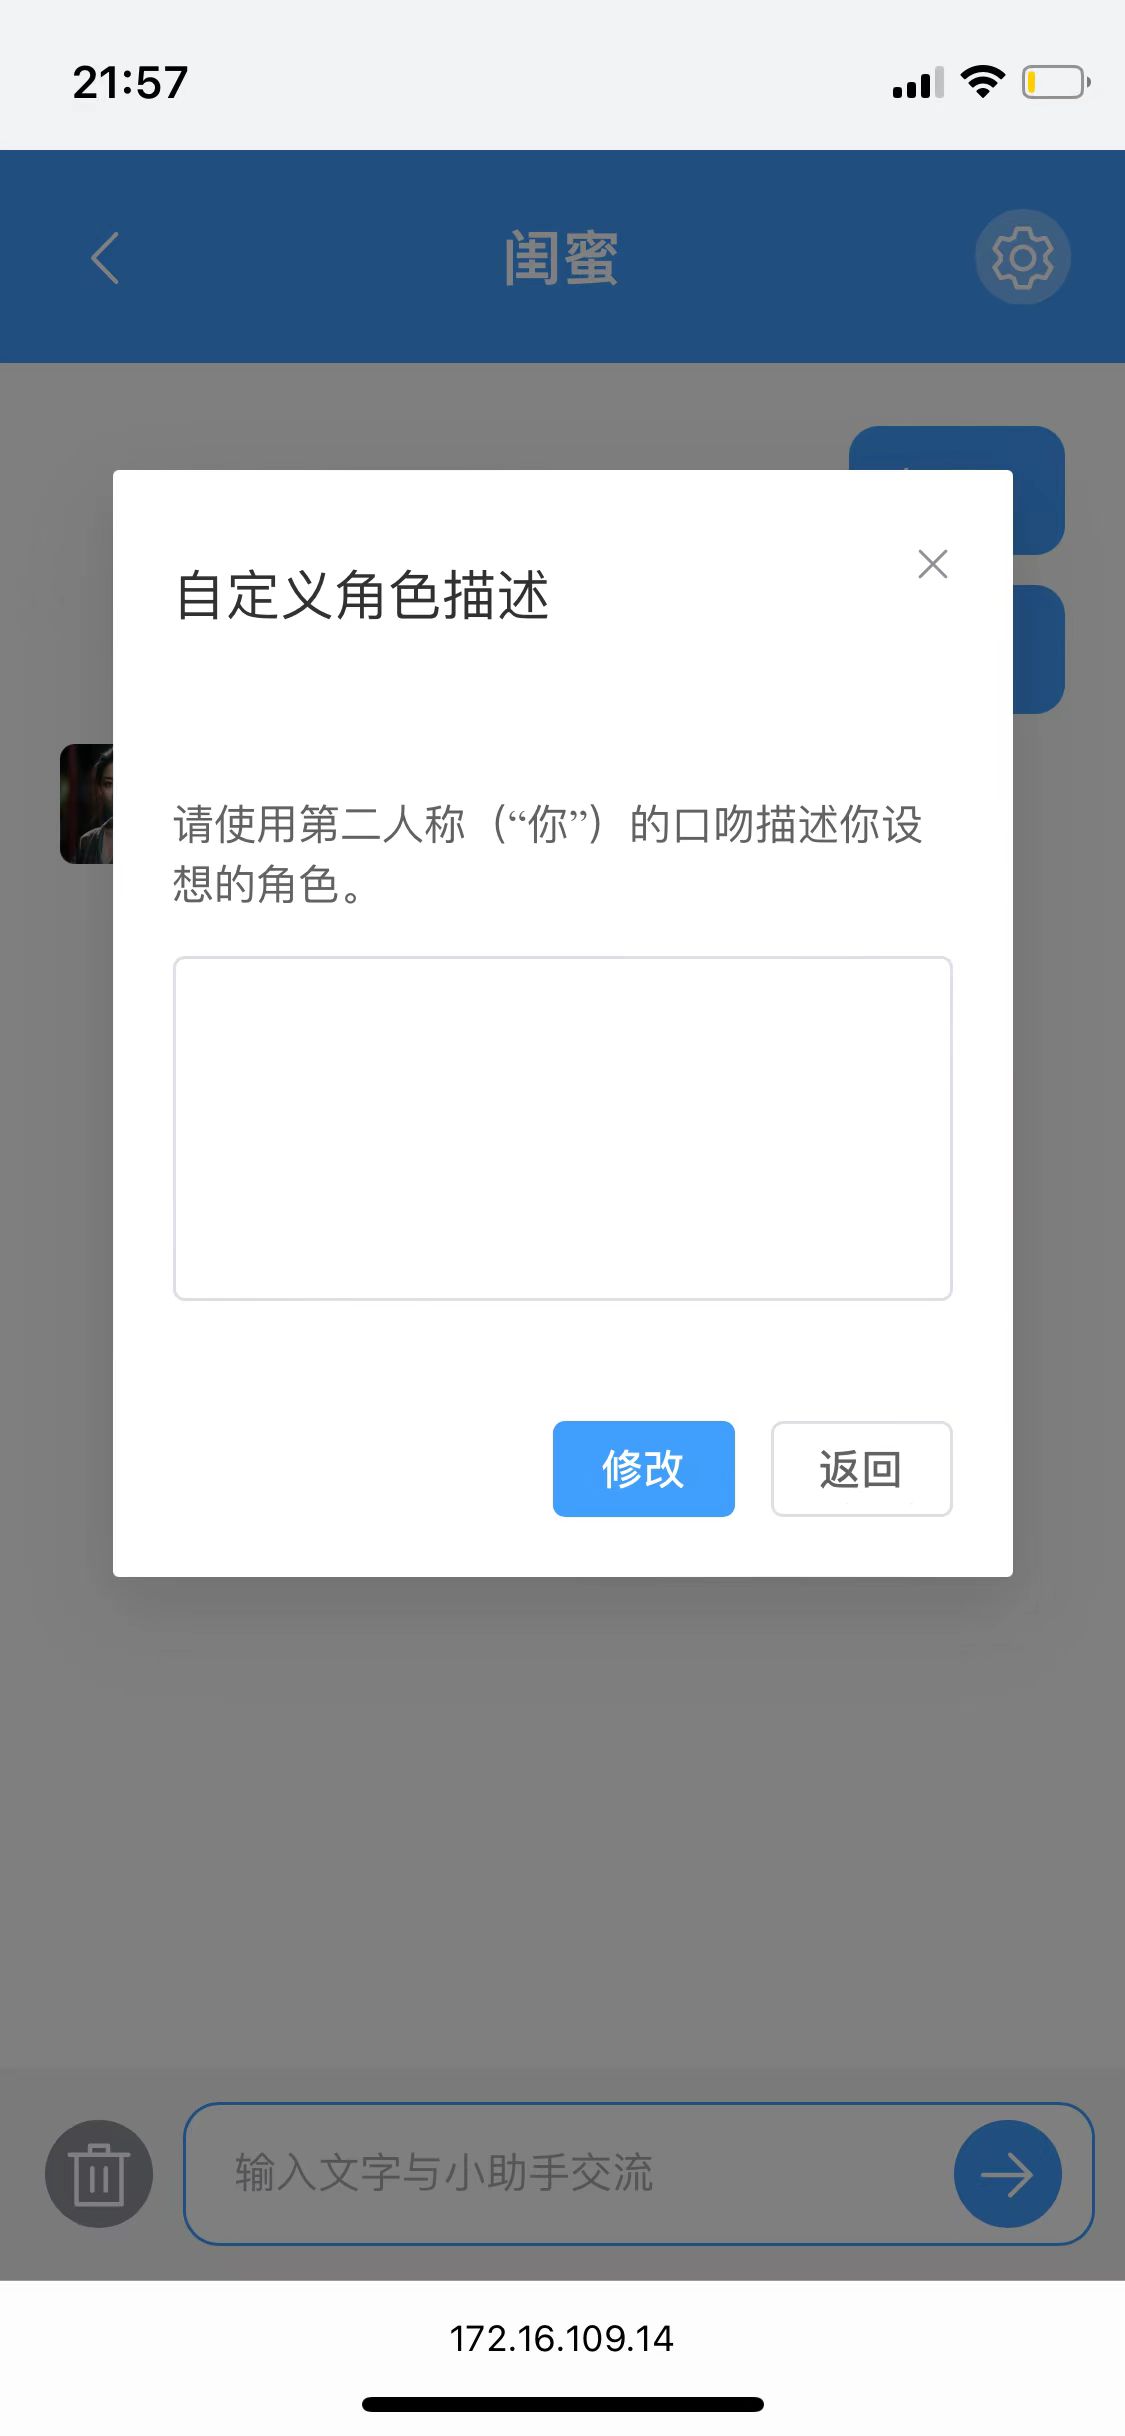 21:57
闺蜜
自定义角色描述
请使用第二人称（“你”）的口吻描述你设
想的角色。
修改
返回
输入文字与小助手交流
172.16.109.14